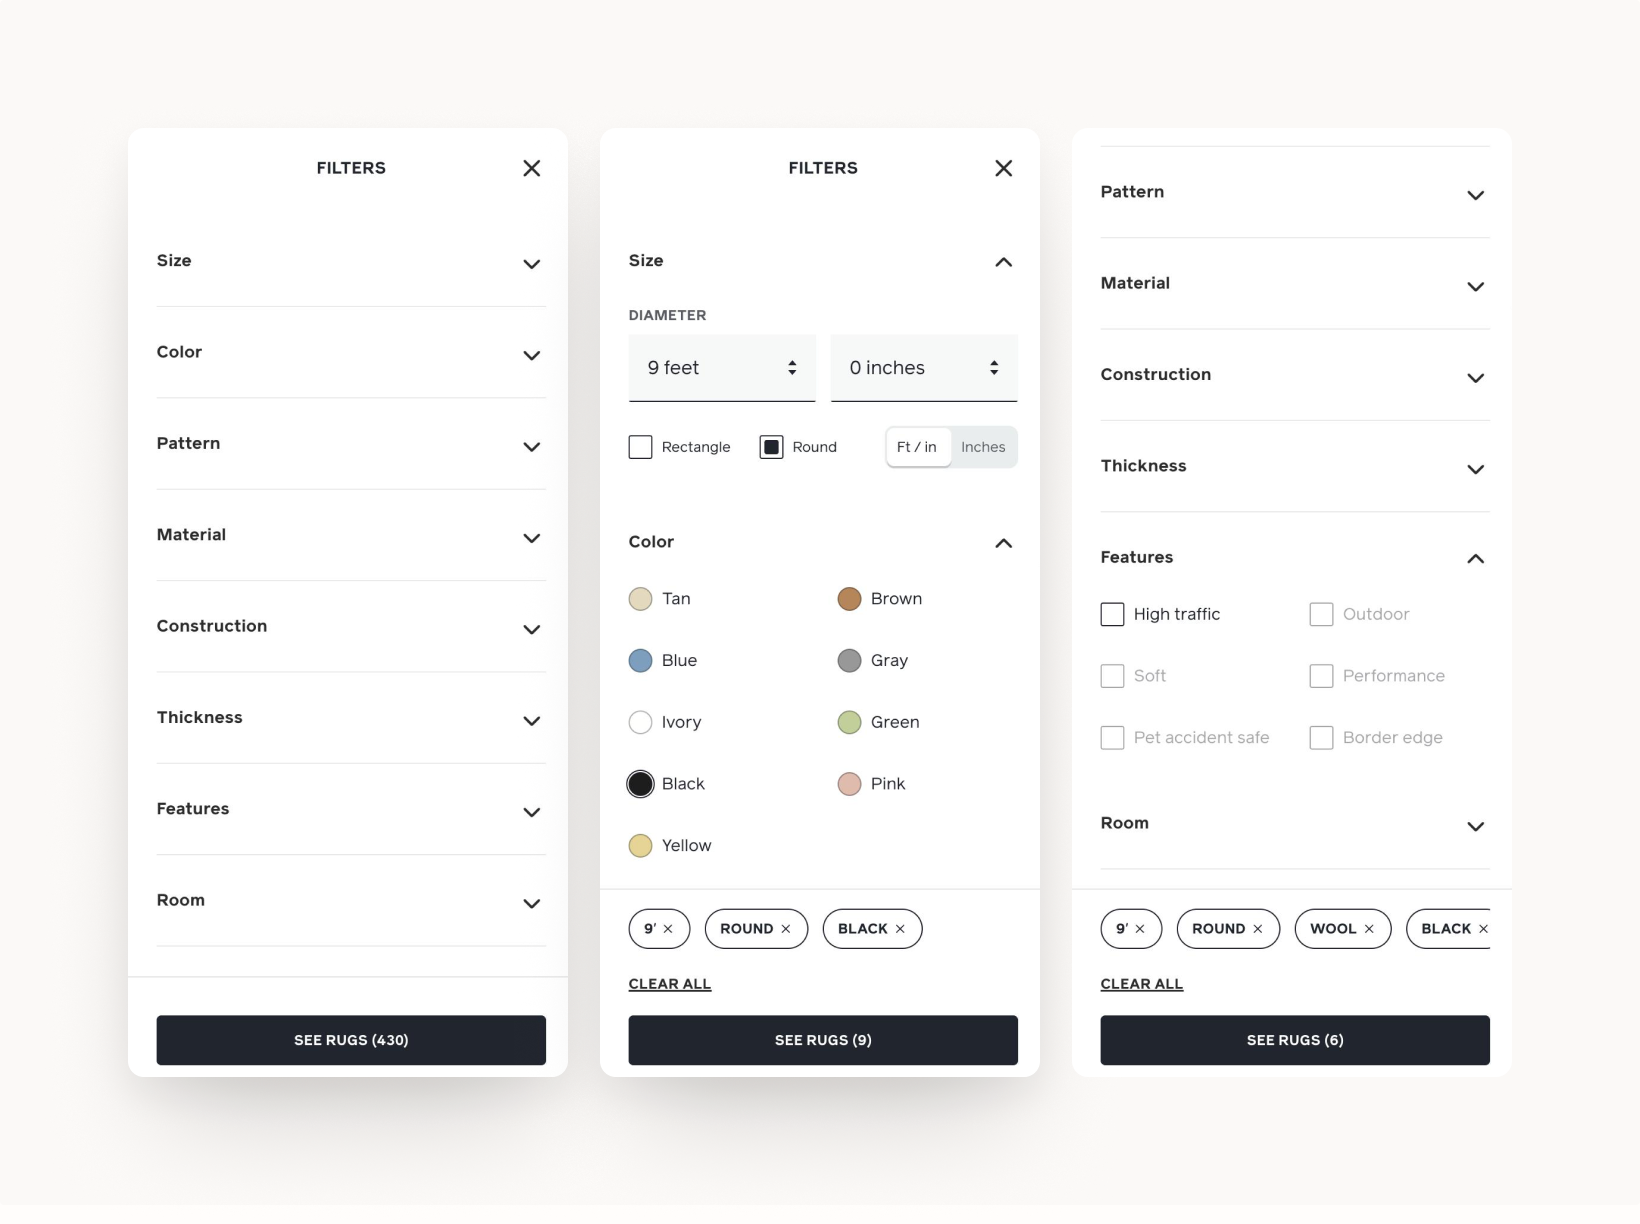 FILTERS
Size
Color
Pattern
Material
Construction
Thickness
Features
Room
SEE RUGS (430)
FILTERS
Size
DIAMETER
9 feet 0 inches
Rectangle Round Ft / in Inches
Color
Tan Brown
Blue Gray
Ivory Green
Black Pink
Yellow
9′ × ROUND × BLACK ×
CLEAR ALL
SEE RUGS (9)
Pattern
Material
Construction
Thickness
Features
High traffic Outdoor
Soft Performance
Pet accident safe Border edge
Room
9′ × ROUND × WOOL × BLACK ×
CLEAR ALL
SEE RUGS (6)